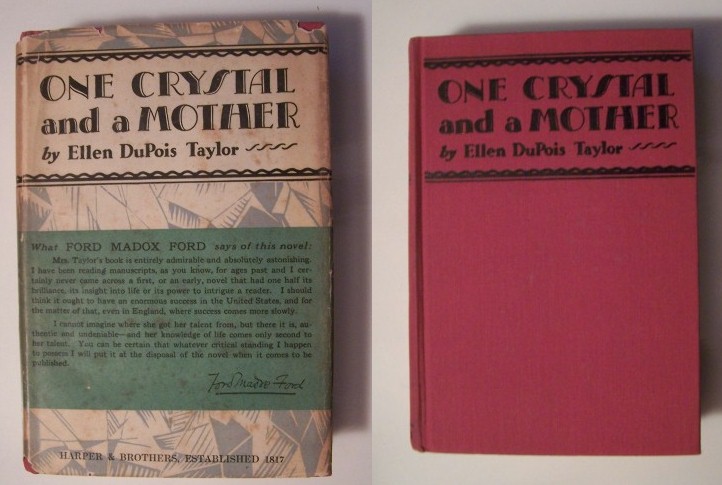 ONE CRYSTAL
and a MOTHER
by Ellen DuPois Taylor
What FORD MADOX FORD says of this novel:
Mrs. Taylor's book is entirely admirable and absolutely astonishing.
I have been reading manuscripts, as you know, for ages past and I cer-
tainly never came across a first, or an early, novel that had one half its
brilliance, its insight into life or its power to intrigue a reader. I should
think it ought to have an enormous success in the United States, and for
the matter of that, even in England, where success comes more slowly.
I cannot imagine where she got her talent from, but there it is, au-
thentic and undeniable—and her knowledge of life comes only second to
her talent. You can be certain that whatever critical standing I happen
to possess I will put it at the disposal of the novel when it comes to be
published.
Ford Madox Ford
HARPER & BROTHERS, ESTABLISHED 1817
ONE CRYSTAL
and a MOTHER
by Ellen DuPois Taylor